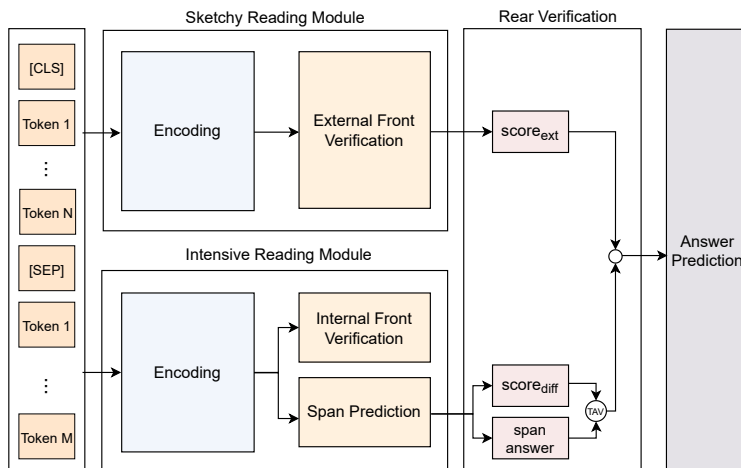 Sketchy Reading Module
Rear Verification
[CLS]
Token 1
⋮
Token N
[SEP]
Token 1
⋮
Token M
Encoding
External Front
Verification
score_ext
Intensive Reading Module
Encoding
Internal Front
Verification
Span Prediction
score_diff
span
answer
TAV
Answer
Prediction